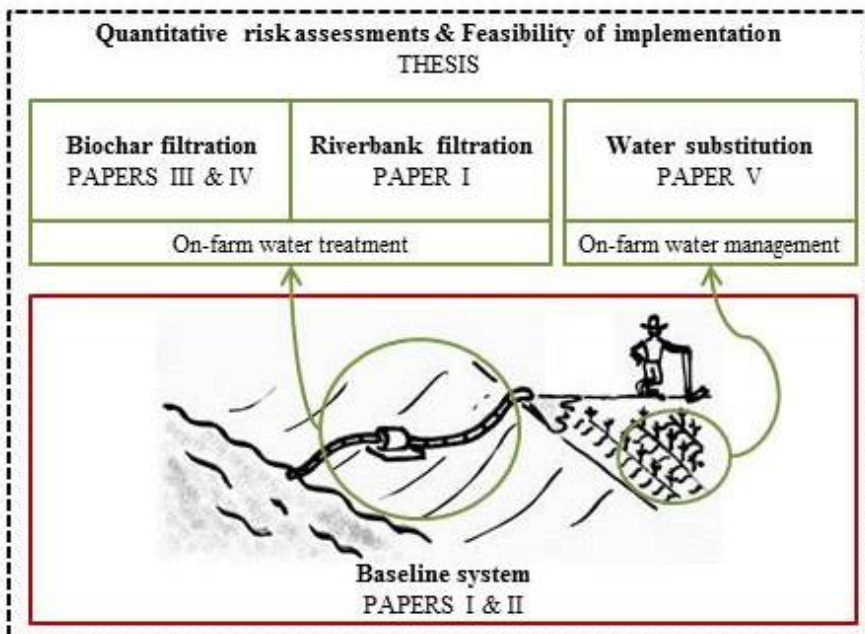 Quantitative risk assessments & Feasibility of implementation
THESIS
Biochar filtration
PAPERS III & IV
Riverbank filtration
PAPER I
Water substitution
PAPER V
On-farm water treatment
On-farm water management
Baseline system
PAPERS I & II